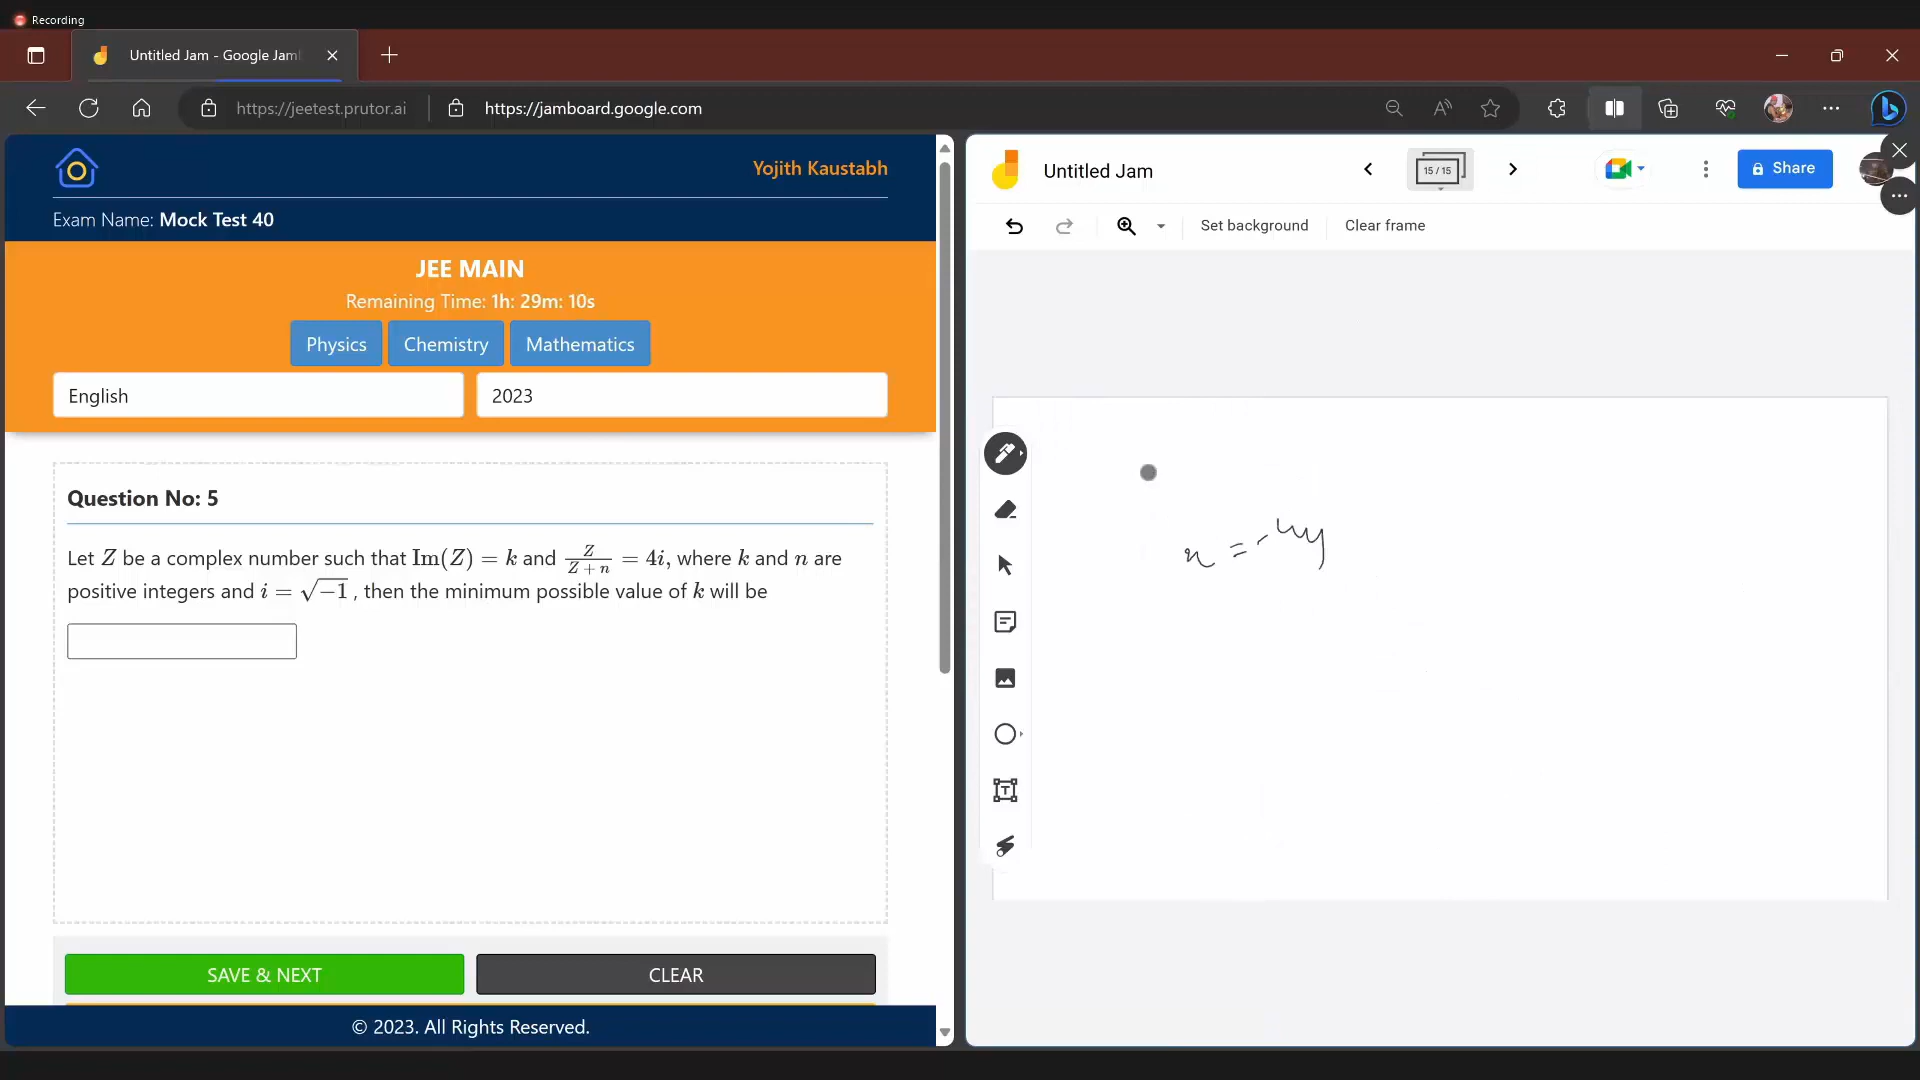 Recording
Untitled Jam - Google Jam
https://jeetest.prutor.ai
https://jamboard.google.com
Yojith Kaustabh
Exam Name: Mock Test 40
JEE MAIN
Remaining Time: 1h: 29m: 10s
Physics
Chemistry
Mathematics
English
2023
Question No: 5
Let Z be a complex number such that Im(Z) = k and Z/(Z + n) = 4i, where k and n are
positive integers and i = √−1, then the minimum possible value of k will be
SAVE & NEXT
CLEAR
© 2023. All Rights Reserved.
Untitled Jam
15 / 15
Share
Set background
Clear frame
x = -4y